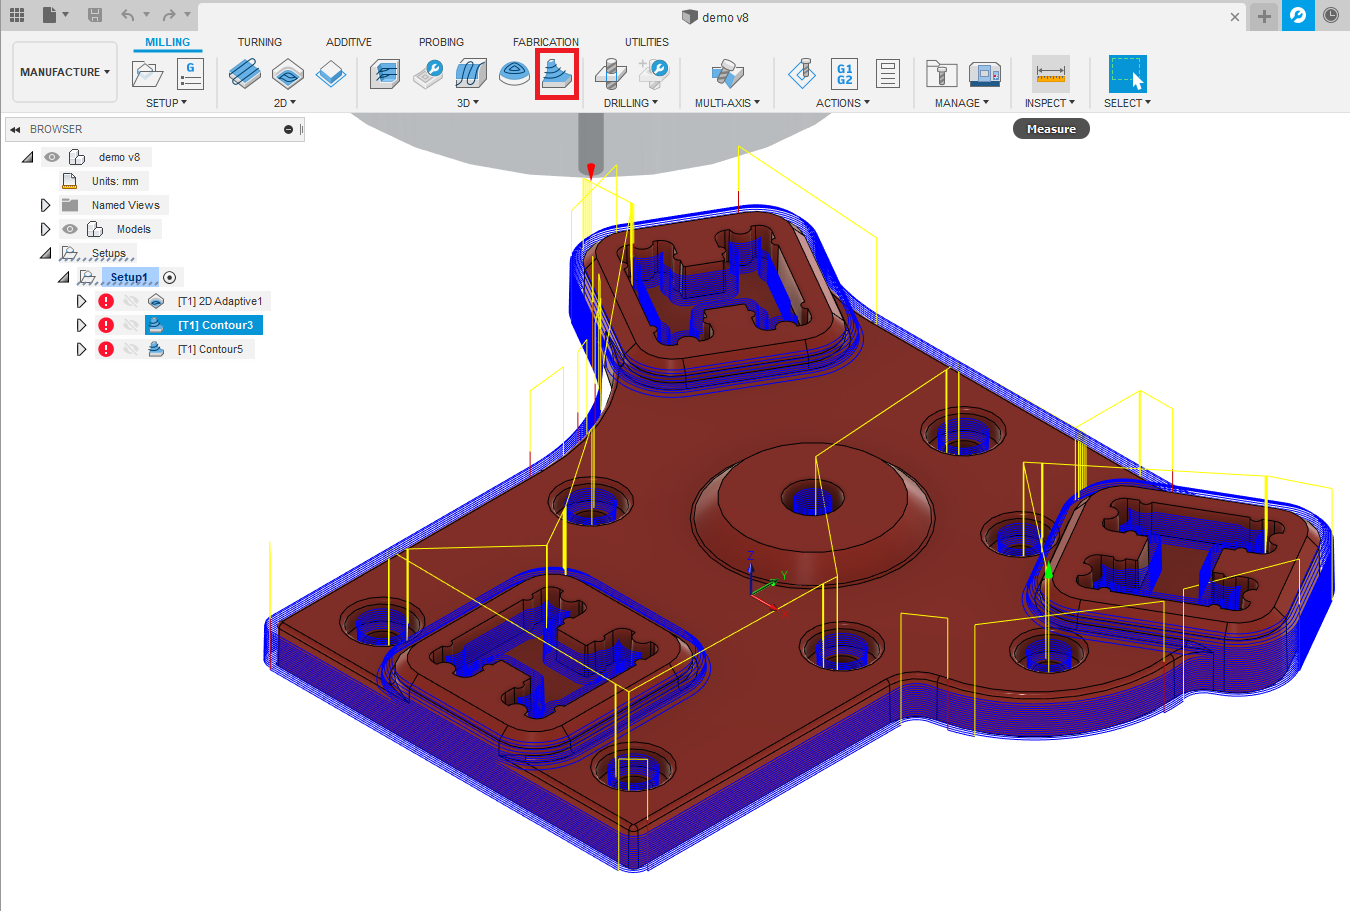 demo v8
MILLING TURNING ADDITIVE PROBING FABRICATION UTILITIES
MANUFACTURE
G
G1
G2
SETUP 2D 3D DRILLING MULTI-AXIS ACTIONS MANAGE INSPECT SELECT
BROWSER
Measure
demo v8
Units: mm
Named Views
Models
Setups
Setup1
[T1] 2D Adaptive1
[T1] Contour3
[T1] Contour5
Z
Y